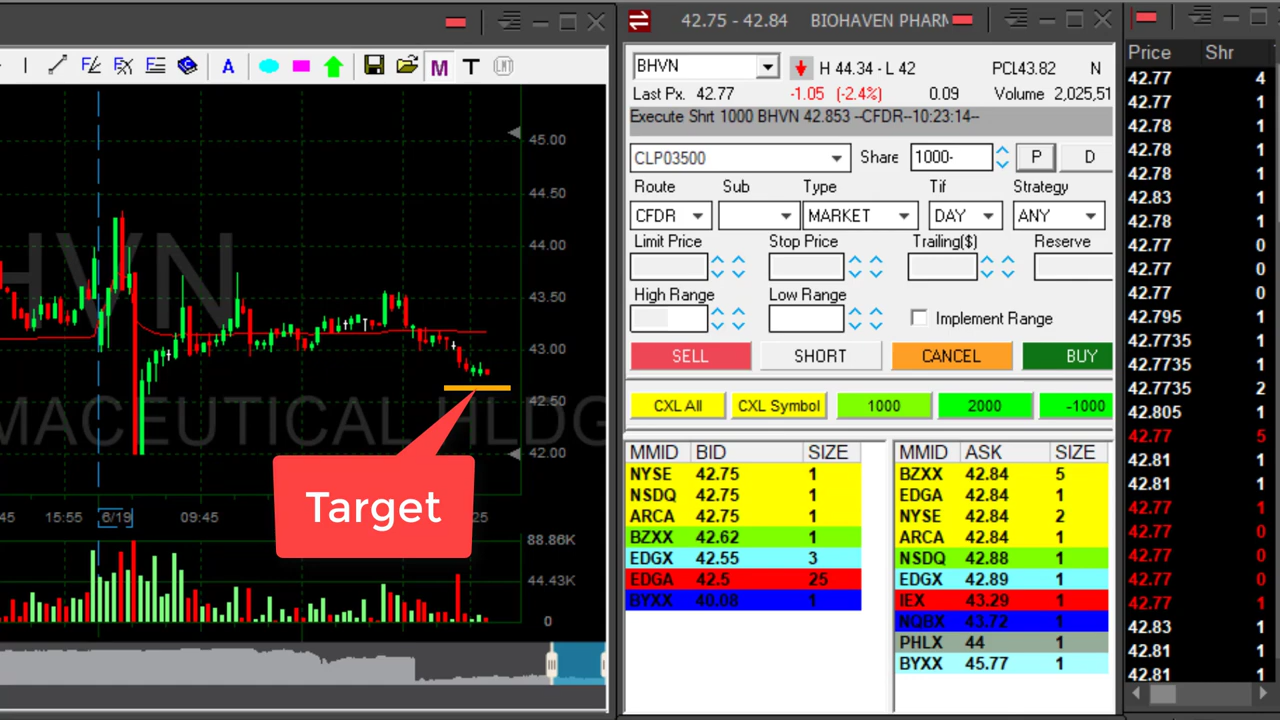 42.75 - 42.84 BIOHAVEN PHARM
A M T
BHVN H 44.34 - L 42 PCL43.82 N
Last Px. 42.77 -1.05 (-2.4%) 0.09 Volume 2,025,51
Execute Shrt 1000 BHVN 42.853 --CFDR--10:23:14--
CLP03500 Share 1000- P D
Route Sub Type Tif Strategy
CFDR MARKET DAY ANY
Limit Price Stop Price Trailing($) Reserve
High Range Low Range
Implement Range
SELL SHORT CANCEL BUY
CXL All CXL Symbol 1000 2000 -1000
MMID BID SIZE
NYSE 42.75 1
NSDQ 42.75 1
ARCA 42.75 1
BZXX 42.62 1
EDGX 42.55 3
EDGA 42.5 25
BYXX 40.08 1
MMID ASK SIZE
BZXX 42.84 5
EDGA 42.84 1
NYSE 42.84 2
ARCA 42.84 1
NSDQ 42.88 1
EDGX 42.89 1
IEX 43.29 1
NQBX 43.72 1
PHLX 44 1
BYXX 45.77 1
Price Shr
42.77 4
42.77 1
42.78 1
42.78 1
42.78 1
42.83 1
42.78 1
42.77 0
42.77 0
42.77 0
42.795 1
42.7735 1
42.7735 1
42.7735 2
42.805 1
42.77 5
42.81 1
42.81 1
42.77 1
42.77 0
42.77 0
42.77 0
42.77 1
42.83 1
42.81 1
42.81 1
45.00
44.50
44.00
43.50
43.00
42.50
42.00
HVN
MACEUTICAL HLDG
Target
:45 15:55 6/19 09:45 25
88.86K
44.43K
0